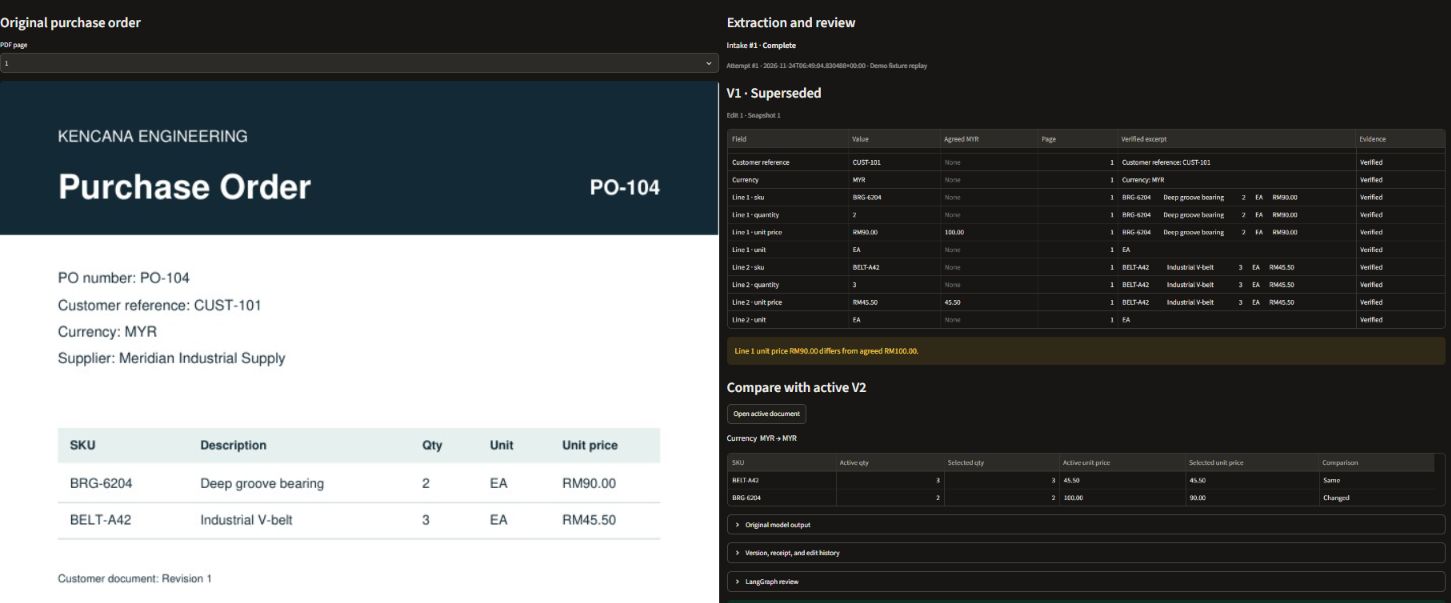 Original purchase order
PDF page
1
KENCANA ENGINEERING
Purchase Order
PO-104
PO number: PO-104
Customer reference: CUST-101
Currency: MYR
Supplier: Meridian Industrial Supply
SKU Description Qty Unit Unit price
BRG-6204 Deep groove bearing 2 EA RM90.00
BELT-A42 Industrial V-belt 3 EA RM45.50
Customer document: Revision 1
Extraction and review
Intake #1 · Complete
Attempt #1 · 2026-11-24T06:49:04.830488+00:00 · Demo fixture replay
V1 · Superseded
Edit 1 · Snapshot 1
Field Value Agreed MYR Page Verified excerpt Evidence
Customer reference CUST-101 None 1 Customer reference: CUST-101 Verified
Currency MYR None 1 Currency: MYR Verified
Line 1 · sku BRG-6204 None 1 BRG-6204 Deep groove bearing 2 EA RM90.00 Verified
Line 1 · quantity 2 None 1 BRG-6204 Deep groove bearing 2 EA RM90.00 Verified
Line 1 · unit price RM90.00 100.00 1 BRG-6204 Deep groove bearing 2 EA RM90.00 Verified
Line 1 · unit EA None 1 EA Verified
Line 2 · sku BELT-A42 None 1 BELT-A42 Industrial V-belt 3 EA RM45.50 Verified
Line 2 · quantity 3 None 1 BELT-A42 Industrial V-belt 3 EA RM45.50 Verified
Line 2 · unit price RM45.50 45.50 1 BELT-A42 Industrial V-belt 3 EA RM45.50 Verified
Line 2 · unit EA None 1 EA Verified
Line 1 unit price RM90.00 differs from agreed RM100.00.
Compare with active V2
Open active document
Currency MYR → MYR
SKU Active qty Selected qty Active unit price Selected unit price Comparison
BELT-A42 3 3 45.50 45.50 Same
BRG-6204 2 2 100.00 90.00 Changed
Original model output
Version, receipt, and edit history
LangGraph review